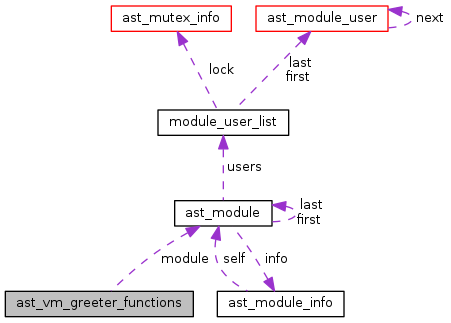 ast_mutex_info
ast_module_user
next
lock
last
first
module_user_list
users
ast_module
last
first
module
self
info
ast_vm_greeter_functions
ast_module_info